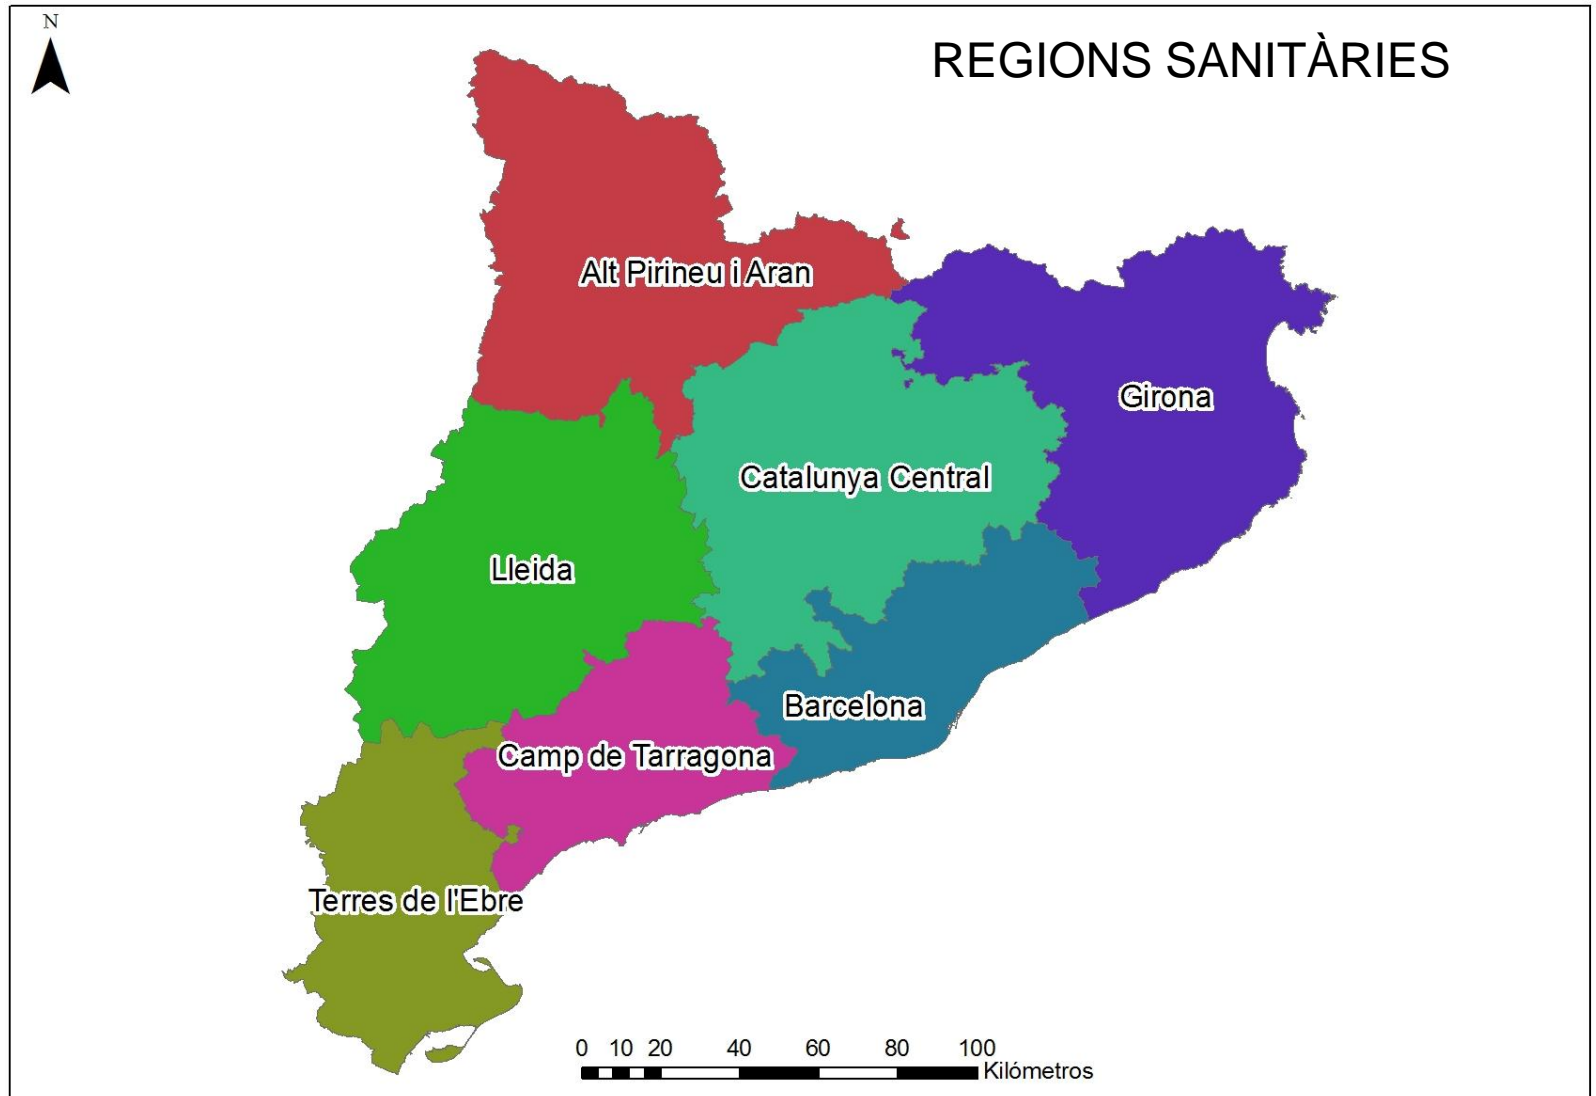 N
REGIONS SANITÀRIES
Alt Pirineu i Aran
Girona
Catalunya Central
Lleida
Barcelona
Camp de Tarragona
Terres de l'Ebre
0 10 20 40 60 80 100
Kilómetros